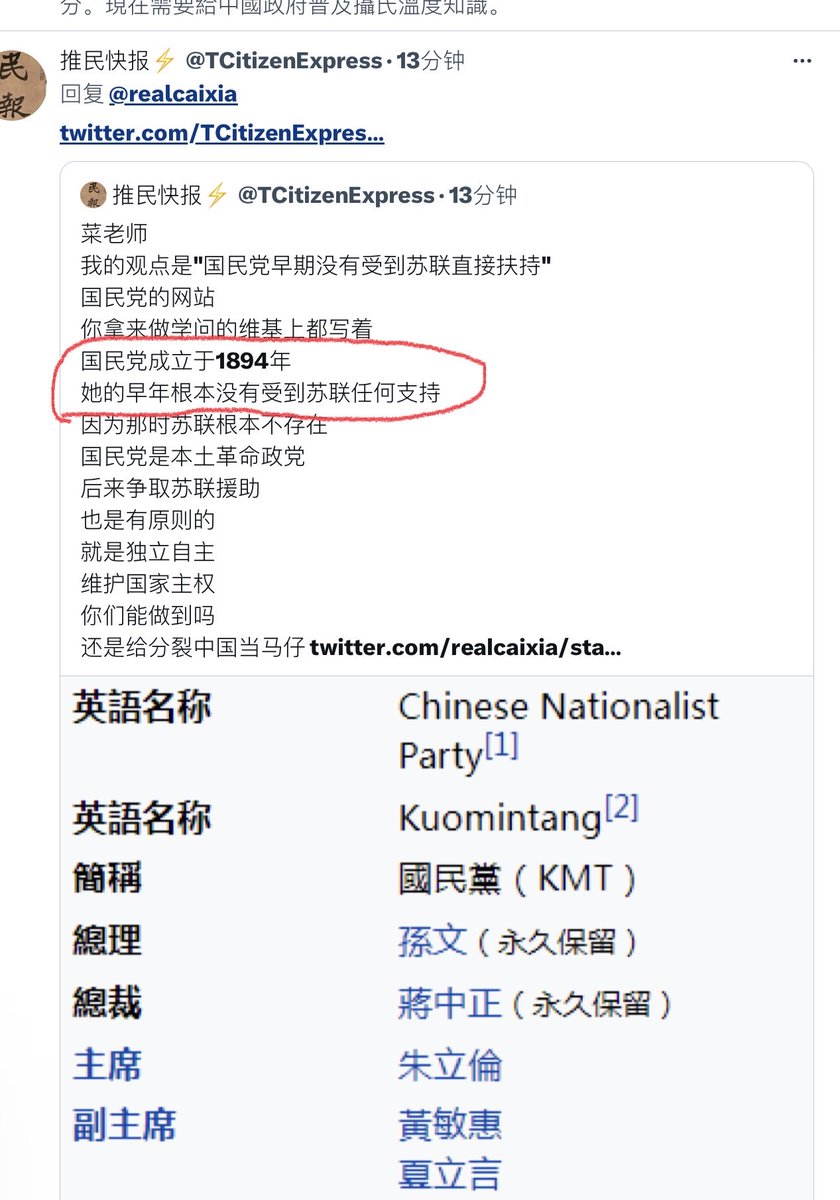 分。現在需要給中國政府普及攝氏溫度知識。
推民快报⚡ @TCitizenExpress·13分钟
回复 @realcaixia
twitter.com/TCitizenExpres...
推民快报⚡ @TCitizenExpress·13分钟
菜老师
我的观点是"国民党早期没有受到苏联直接扶持"
国民党的网站
你拿来做学问的维基上都写着
国民党成立于1894年
她的早年根本没有受到苏联任何支持
因为那时苏联根本不存在
国民党是本土革命政党
后来争取苏联援助
也是有原则的
就是独立自主
维护国家主权
你们能做到吗
还是给分裂中国当马仔 twitter.com/realcaixia/sta...
英語名称 Chinese Nationalist
Party[1]
英語名称 Kuomintang[2]
簡稱 國民黨（KMT）
總理 孫文（永久保留）
總裁 蔣中正（永久保留）
主席 朱立倫
副主席 黃敏惠
夏立言